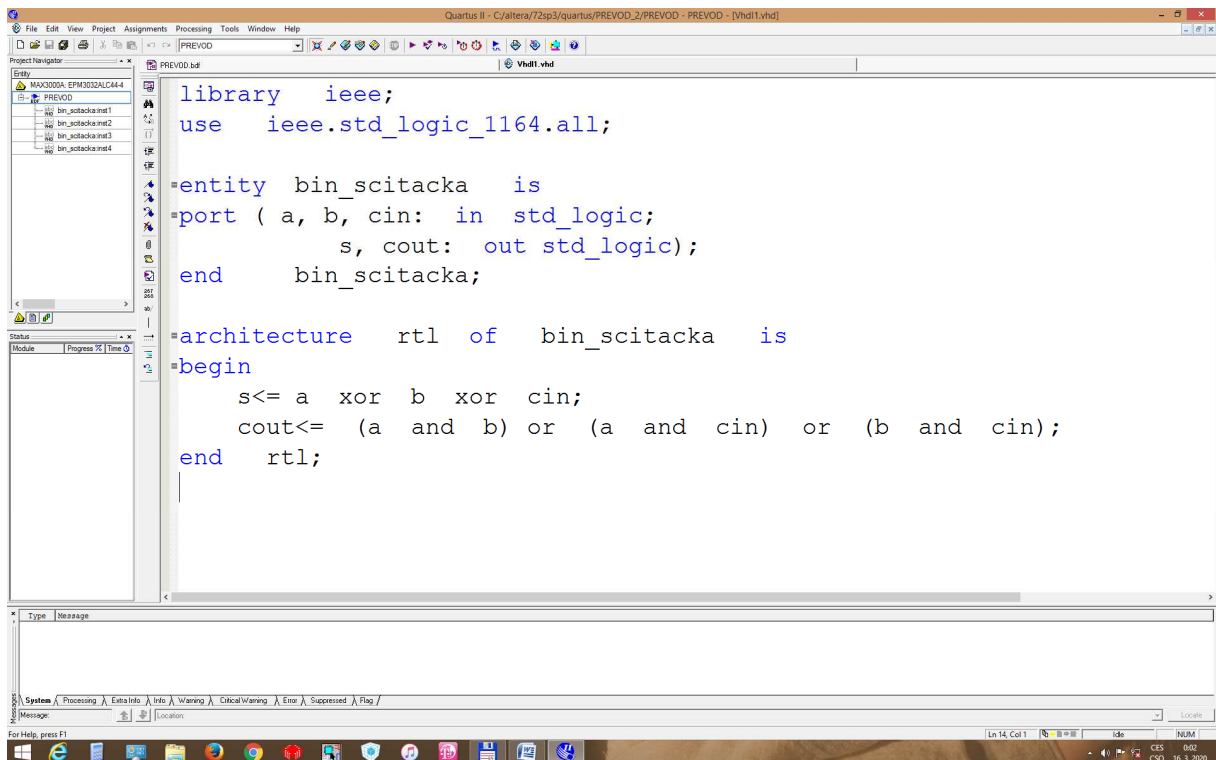 Quartus II - C:/altera/72sp3/quartus/PREVOD_2/PREVOD - PREVOD - [Vhdl1.vhd]
File Edit View Project Assignments Processing Tools Window Help
PREVOD
Project Navigator
Entity
MAX3000A: EPM3032ALC44-4
PREVOD
bin_scitacka:inst1
bin_scitacka:inst2
bin_scitacka:inst3
bin_scitacka:inst4
PREVOD.bdf
Vhdl1.vhd
library ieee;
use ieee.std_logic_1164.all;
entity bin_scitacka is
port ( a, b, cin: in std_logic;
s, cout: out std_logic);
end bin_scitacka;
architecture rtl of bin_scitacka is
begin
s<= a xor b xor cin;
cout<= (a and b) or (a and cin) or (b and cin);
end rtl;
267
268
ab/
Status
Module Progress % Time
Type Message
System Processing Extra Info Info Warning Critical Warning Error Suppressed Flag
Messages
Message:
Location:
Locate
For Help, press F1
Ln 14, Col 1
Idle
NUM
CES 0:02
CSQ 16. 3. 2020